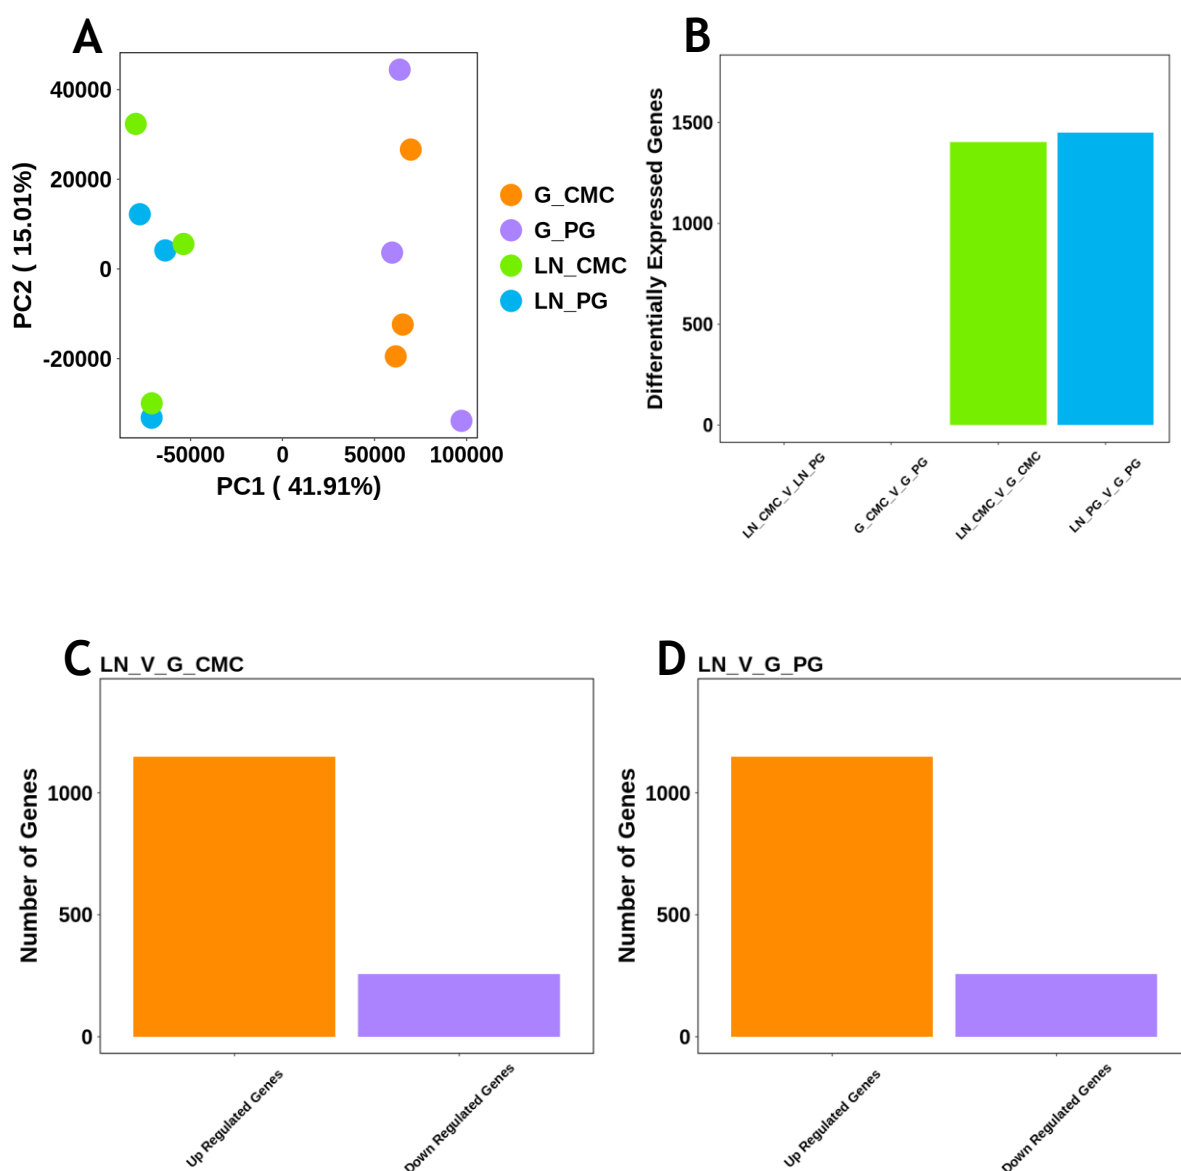 A
40000
20000
0
-20000
PC2 ( 15.01%)
-50000 0 50000 100000
PC1 ( 41.91%)
G_CMC
G_PG
LN_CMC
LN_PG
B
Differentially Expressed Genes
1500
1000
500
0
LN_CMC_V_LN_PG
G_CMC_V_G_PG
LN_CMC_V_G_CMC
LN_PG_V_G_PG
C LN_V_G_CMC
Number of Genes
1000
500
0
Up Regulated Genes
Down Regulated Genes
D LN_V_G_PG
Number of Genes
1000
500
0
Up Regulated Genes
Down Regulated Genes